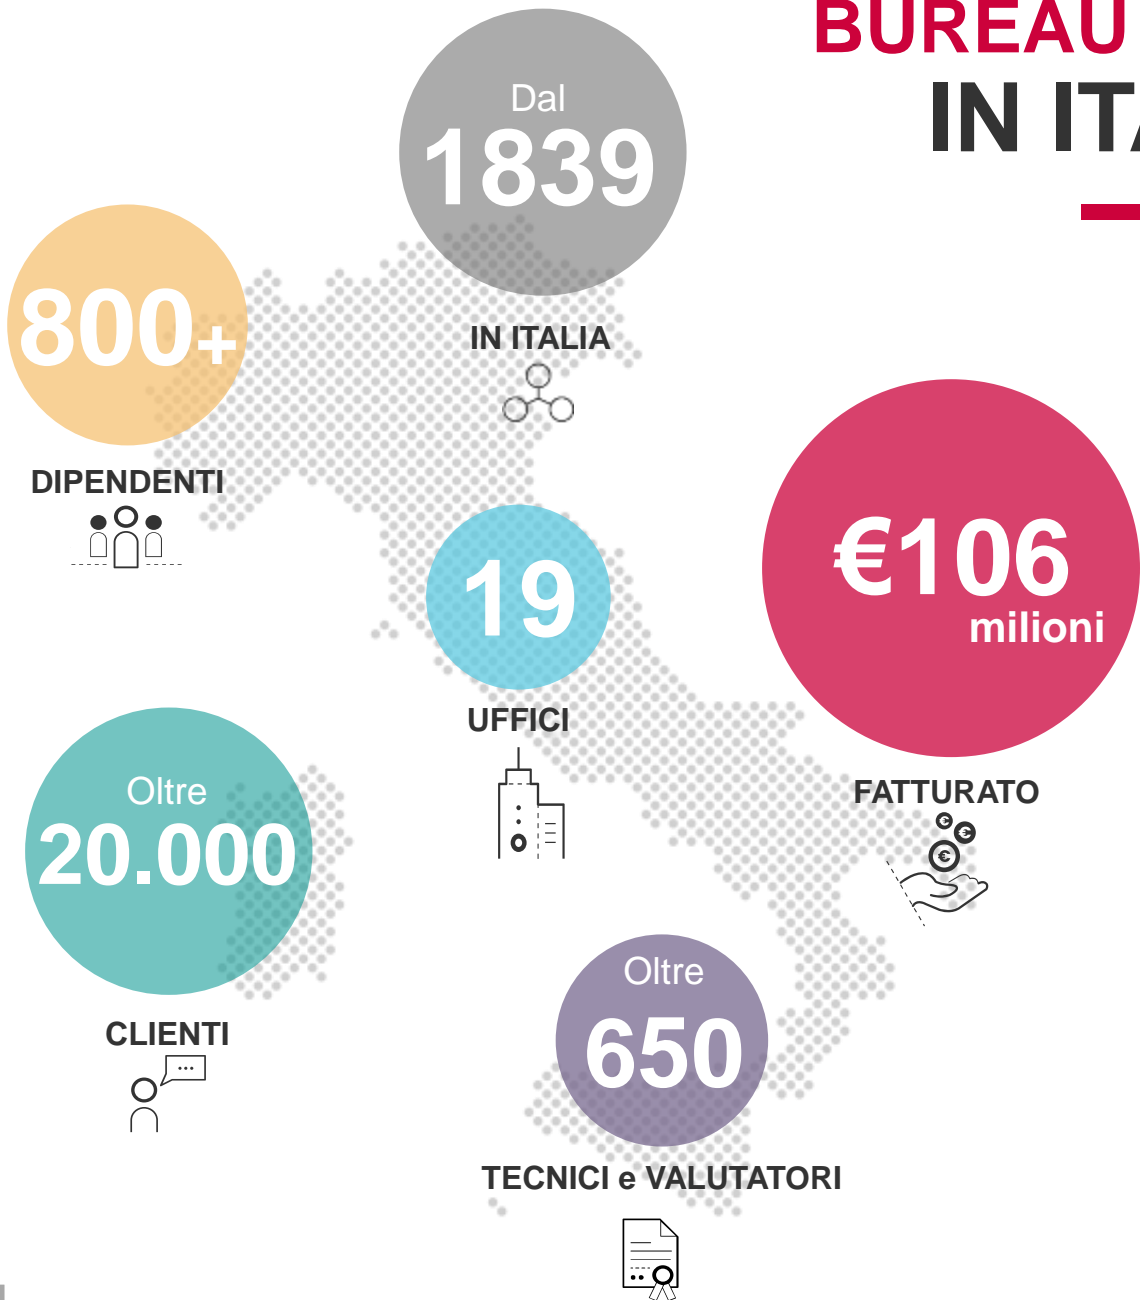 BUREAU
IN ITA
Dal
1839
IN ITALIA
800+
DIPENDENTI
€106
milioni
FATTURATO
19
UFFICI
Oltre
20.000
CLIENTI
Oltre
650
TECNICI e VALUTATORI